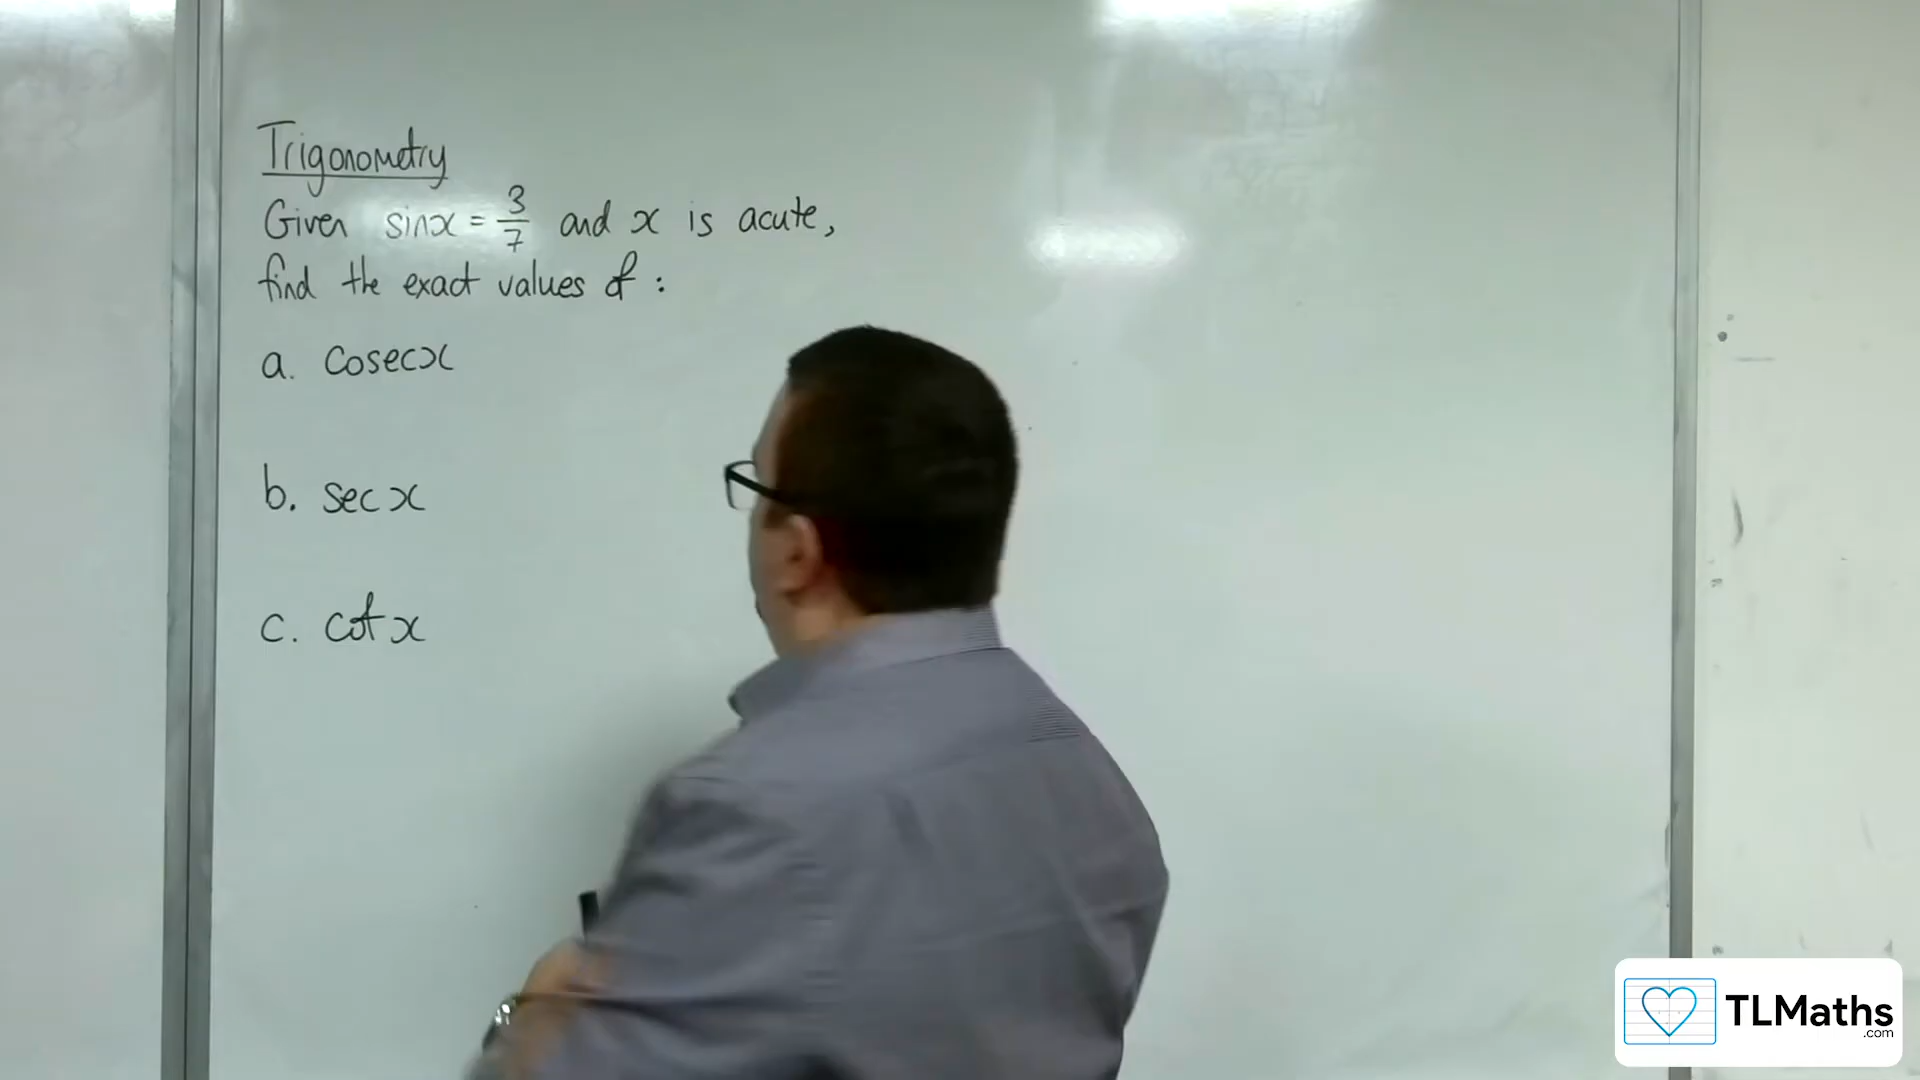 Trigonometry
Given sinx = 3/7 and x is acute,
find the exact values of :
a. cosecx
b. secx
c. cotx
TLMaths
.com